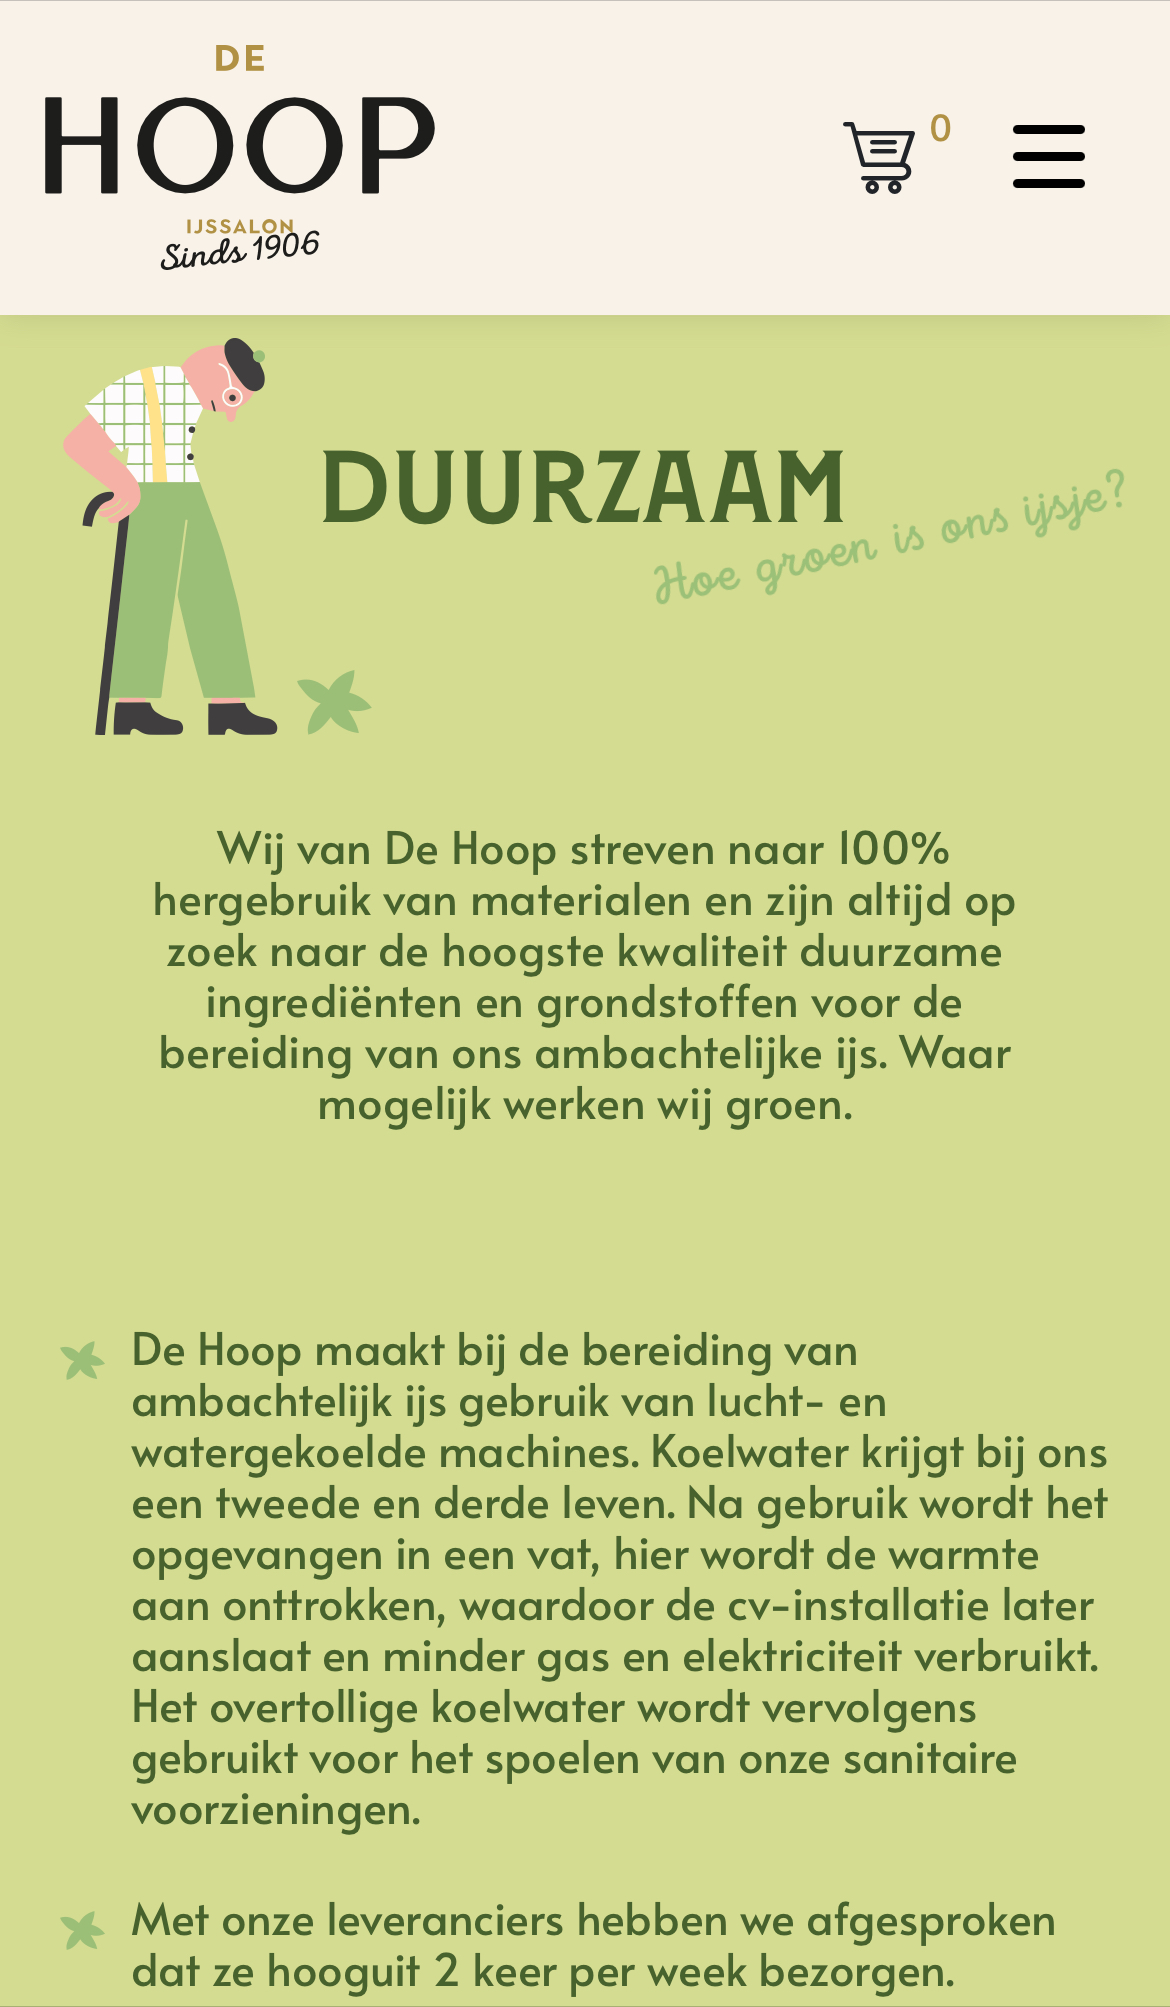 DE
HOOP
IJSSALON
Sinds 1906
0
DUURZAAM
Hoe groen is ons ijsje?
Wij van De Hoop streven naar 100%
hergebruik van materialen en zijn altijd op
zoek naar de hoogste kwaliteit duurzame
ingrediënten en grondstoffen voor de
bereiding van ons ambachtelijke ijs. Waar
mogelijk werken wij groen.
De Hoop maakt bij de bereiding van
ambachtelijk ijs gebruik van lucht- en
watergekoelde machines. Koelwater krijgt bij ons
een tweede en derde leven. Na gebruik wordt het
opgevangen in een vat, hier wordt de warmte
aan onttrokken, waardoor de cv-installatie later
aanslaat en minder gas en elektriciteit verbruikt.
Het overtollige koelwater wordt vervolgens
gebruikt voor het spoelen van onze sanitaire
voorzieningen.
Met onze leveranciers hebben we afgesproken
dat ze hooguit 2 keer per week bezorgen.